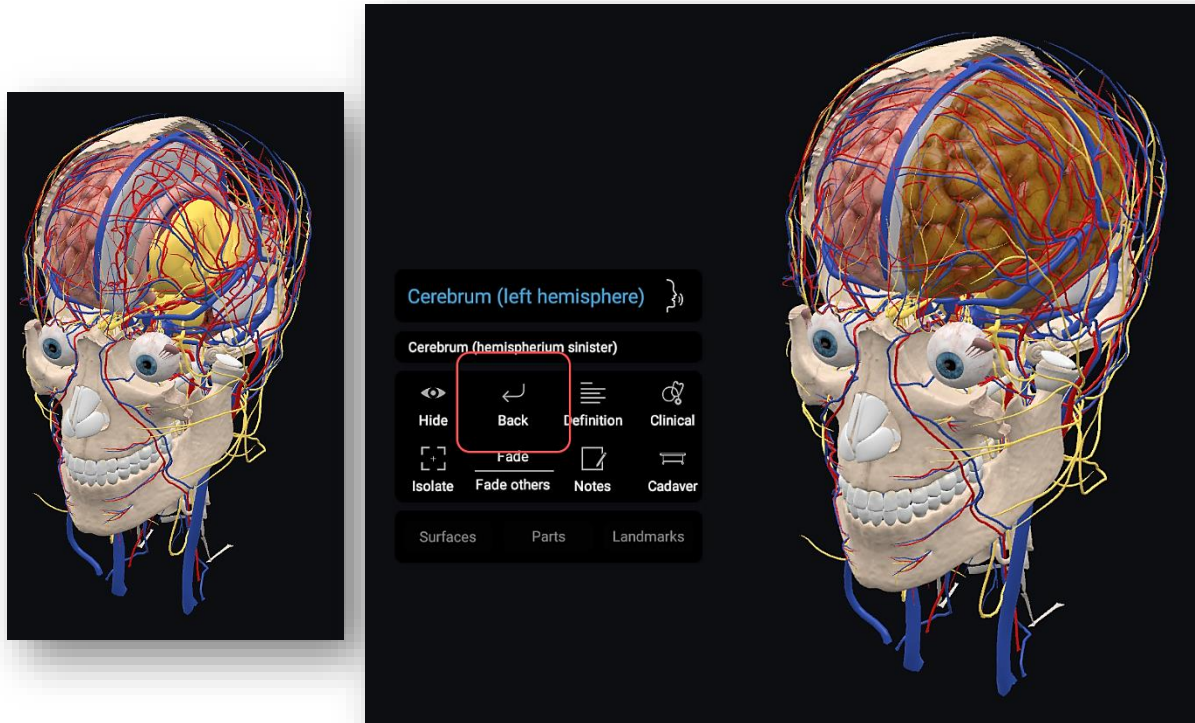 Cerebrum (left hemisphere)
Cerebrum (hemispherium sinister)
Hide
Back
Definition
Clinical
Isolate
Fade
Fade others
Notes
Cadaver
Surfaces
Parts
Landmarks